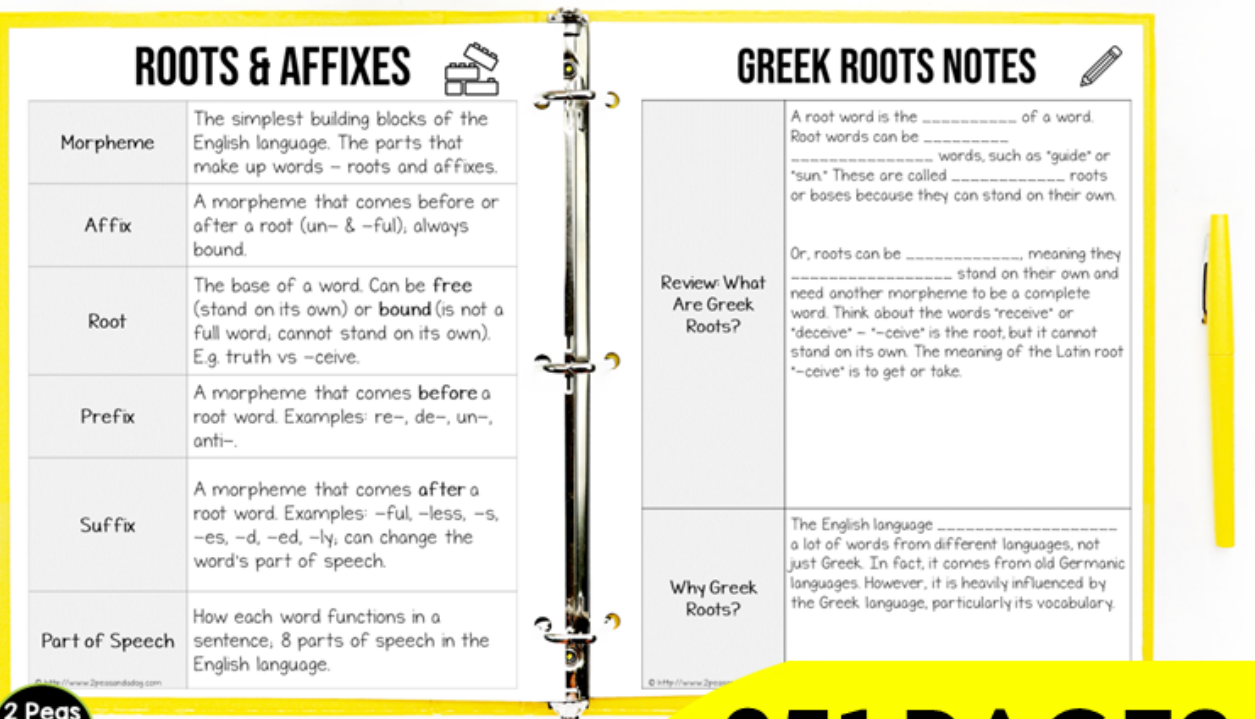 ROOTS & AFFIXES
Morpheme
The simplest building blocks of the
English language. The parts that
make up words – roots and affixes.
Affix
A morpheme that comes before or
after a root (un– & –ful); always
bound.
Root
The base of a word. Can be free
(stand on its own) or bound (is not a
full word; cannot stand on its own).
E.g. truth vs –ceive.
Prefix
A morpheme that comes before a
root word. Examples: re–, de–, un–,
anti–.
Suffix
A morpheme that comes after a
root word. Examples: –ful, –less, –s,
–es, –d, –ed, –ly; can change the
word's part of speech.
Part of Speech
How each word functions in a
sentence; 8 parts of speech in the
English language.
© http://www.2peasandadog.com
2 Peas
GREEK ROOTS NOTES
Review: What
Are Greek
Roots?
A root word is the __________ of a word.
Root words can be _________
_______________ words, such as "guide" or
"sun." These are called ____________ roots
or bases because they can stand on their own.
Or, roots can be ____________, meaning they
_________________ stand on their own and
need another morpheme to be a complete
word. Think about the words "receive" or
"deceive" – "–ceive" is the root, but it cannot
stand on its own. The meaning of the Latin root
"–ceive" is to get or take.
Why Greek
Roots?
The English language ___________________
a lot of words from different languages, not
just Greek. In fact, it comes from old Germanic
languages. However, it is heavily influenced by
the Greek language, particularly its vocabulary.
© http://www.2peas